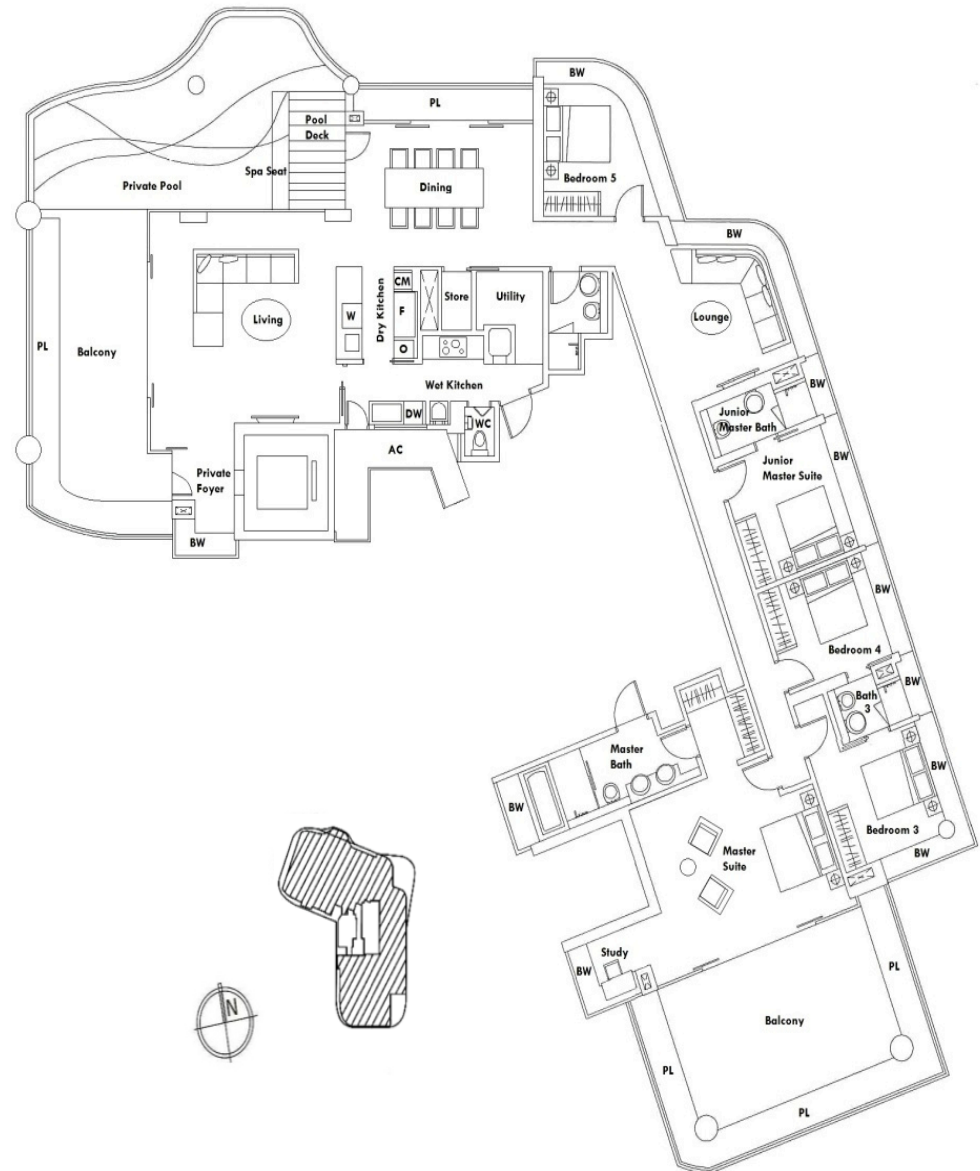 BW
PL
Pool
Deck
Spa Seat
Private Pool
Dining
Bedroom 5
BW
PL
Balcony
Living
W
Dry Kitchen
CM
F
O
Store
Utility
Lounge
BW
Wet Kitchen
DW
WC
AC
Junior
Master Bath
BW
Junior
Master Suite
Private
Foyer
BW
BW
Bedroom 4
Bath
3
BW
Master
Bath
BW
BW
Bedroom 3
BW
Master
Suite
Study
BW
PL
Balcony
PL
PL
N